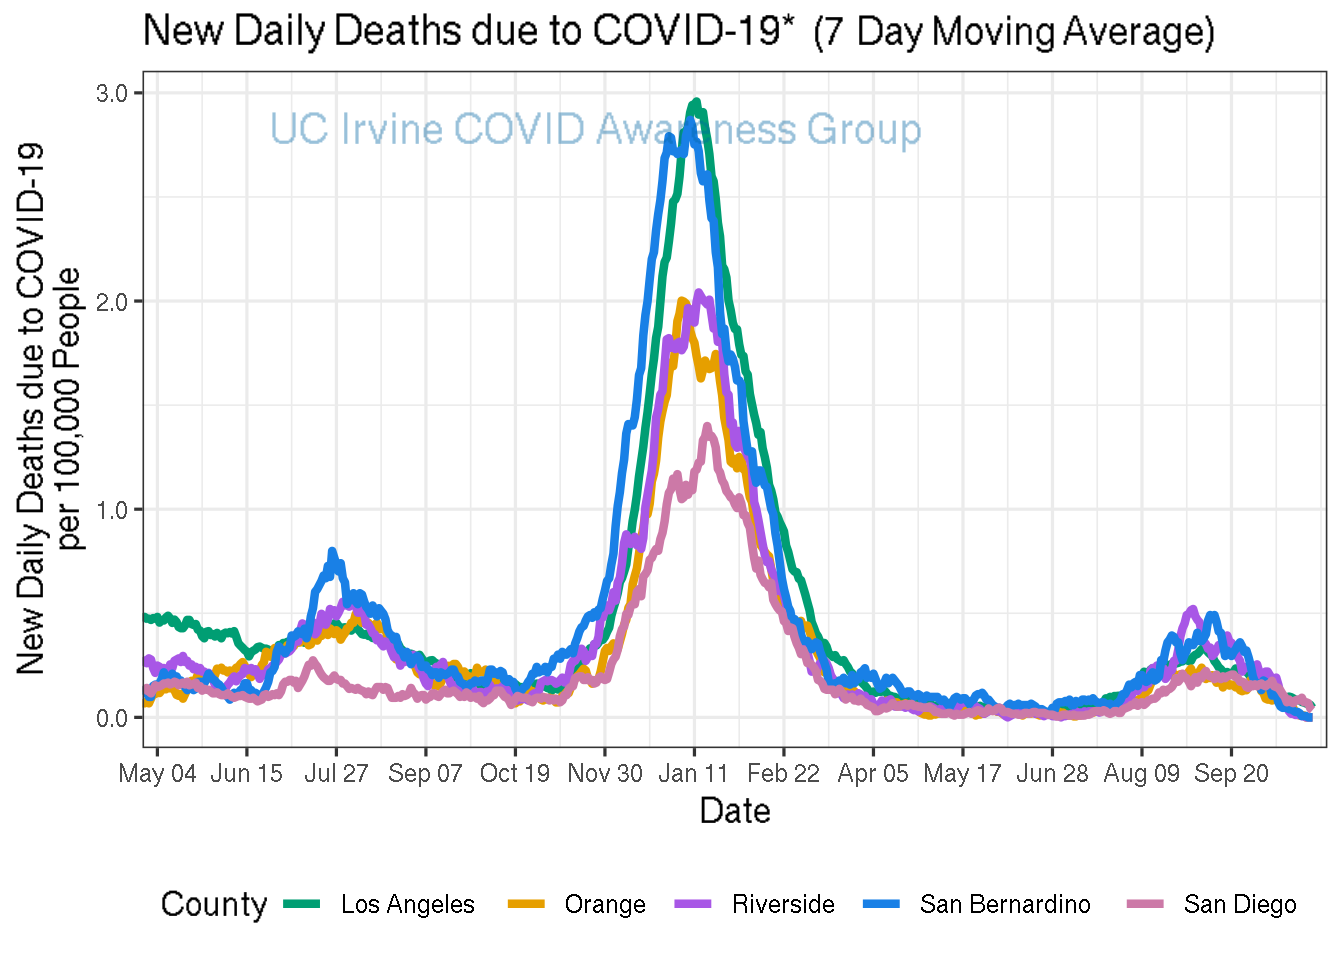 New Daily Deaths due to COVID-19* (7 Day Moving Average)
UC Irvine COVID Awareness Group
New Daily Deaths due to COVID-19
per 100,000 People
3.0
2.0
1.0
0.0
May 04 Jun 15 Jul 27 Sep 07 Oct 19 Nov 30 Jan 11 Feb 22 Apr 05 May 17 Jun 28 Aug 09 Sep 20
Date
County Los Angeles Orange Riverside San Bernardino San Diego